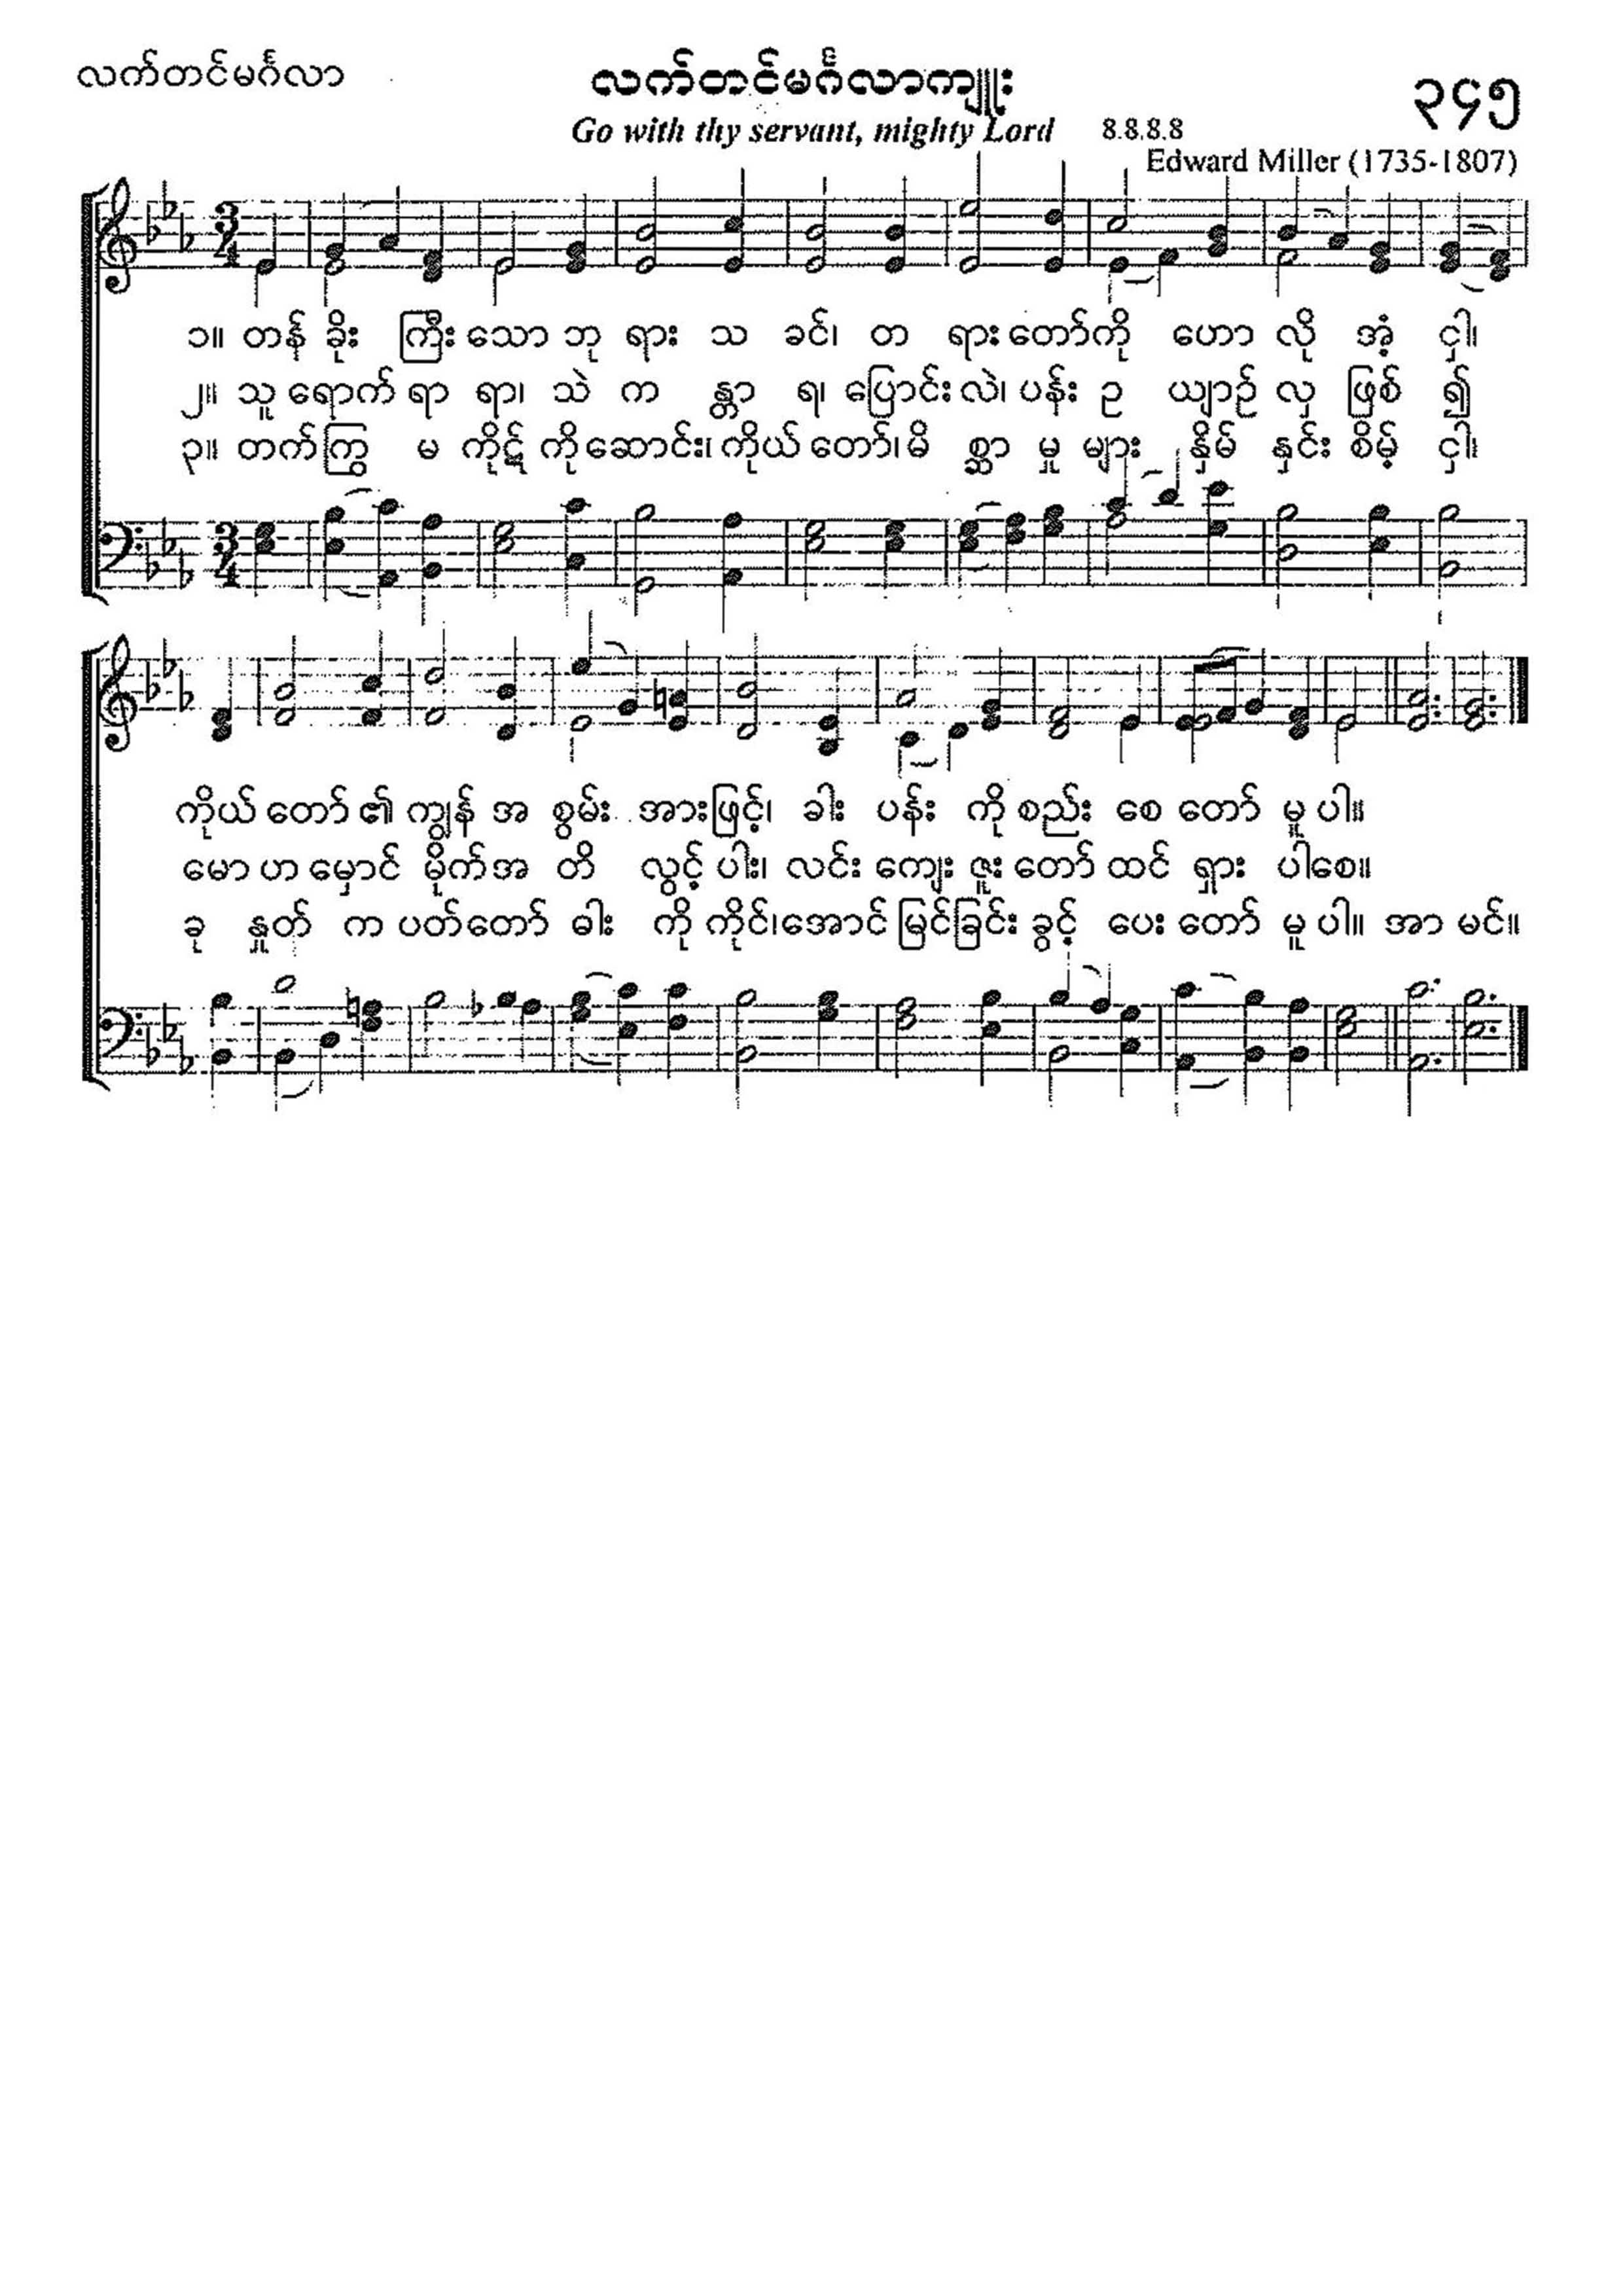 လက်တင်မင်္ဂလာ
လက်တင်မင်္ဂလာကျူး
၃၄၅
Go with thy servant, mighty Lord 8.8.8.8
Edward Miller (1735-1807)
၁။ တန် ခိုး ကြီး သော ဘု ရား သ ခင်၊ တ ရား တော်ကို ဟော လို အံ့ ငှါ၊
၂။ သူ ရောက် ရာ ရာ၊ သဲ က န္တာ ရ၊ ပြောင်း လဲ၊ ပန်း ဥ ယျာဉ် လှ ဖြစ် ၍
၃။ တက်ကြွ မ ကိုဋ် ကို ဆောင်း၊ ကိုယ် တော်၊ မိ စ္ဆာ မှု များ နှိမ် နှင်း စိမ့် ငှါ၊
ကိုယ် တော် ၏ ကျွန် အ စွမ်း အားဖြင့်၊ ခါး ပန်း ကို စည်း စေ တော် မူ ပါ။
မော ဟ မှောင် မိုက် အ တိ လွင့် ပါး၊ လင်း ကျေး ဇူး တော် ထင် ရှား ပါစေ။
ခု နှုတ် က ပတ်တော် ဓါး ကို ကိုင်၊ အောင် မြင်ခြင်း ခွင့် ပေး တော် မူ ပါ။ အာ မင်။